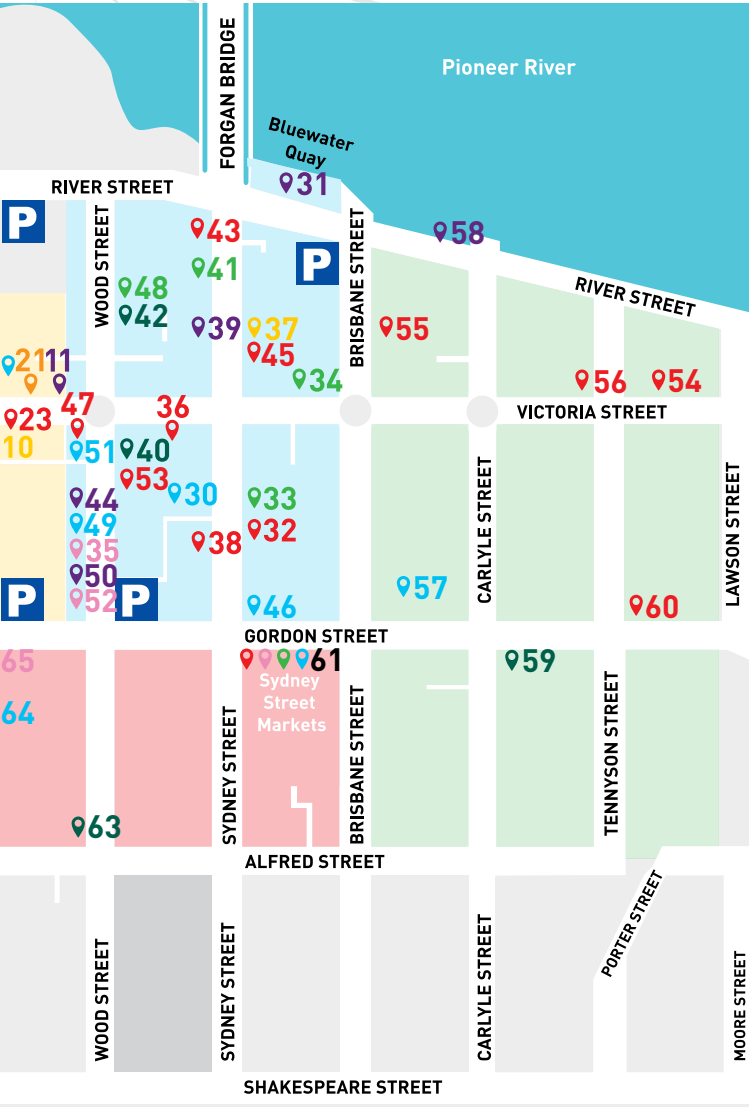 FORGAN BRIDGE
Pioneer River
Bluewater
Quay
31
RIVER STREET
P
WOOD STREET
43
BRISBANE STREET
58
41
P
48
42
RIVER STREET
39
37
55
45
21
11
34
56
54
47
36
23
VICTORIA STREET
10
51
40
53
30
44
33
CARLYLE STREET
LAWSON STREET
49
32
38
35
50
57
P
52
P
46
60
GORDON STREET
65
61
59
Sydney
Street
Markets
64
SYDNEY STREET
BRISBANE STREET
TENNYSON STREET
63
ALFRED STREET
PORTER STREET
WOOD STREET
SYDNEY STREET
CARLYLE STREET
MOORE STREET
SHAKESPEARE STREET